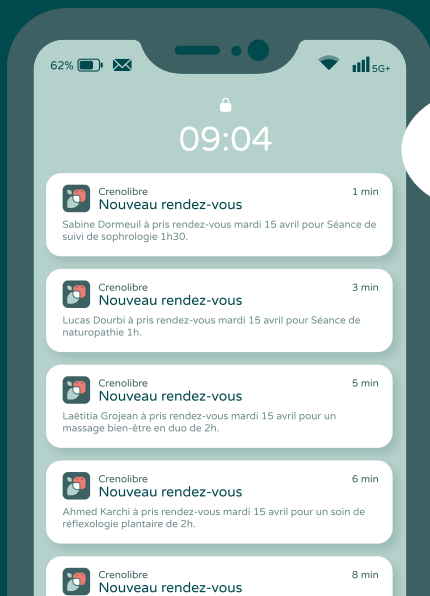 62% 5G+
09:04
Crenolibre 1 min
Nouveau rendez-vous
Sabine Dormeuil à pris rendez-vous mardi 15 avril pour Séance de
suivi de sophrologie 1h30.
Crenolibre 3 min
Nouveau rendez-vous
Lucas Dourbi à pris rendez-vous mardi 15 avril pour Séance de
naturopathie 1h.
Crenolibre 5 min
Nouveau rendez-vous
Laëtitia Grojean à pris rendez-vous mardi 15 avril pour un
massage bien-être en duo de 2h.
Crenolibre 6 min
Nouveau rendez-vous
Ahmed Karchi à pris rendez-vous mardi 15 avril pour un soin de
réflexologie plantaire de 2h.
Crenolibre 8 min
Nouveau rendez-vous